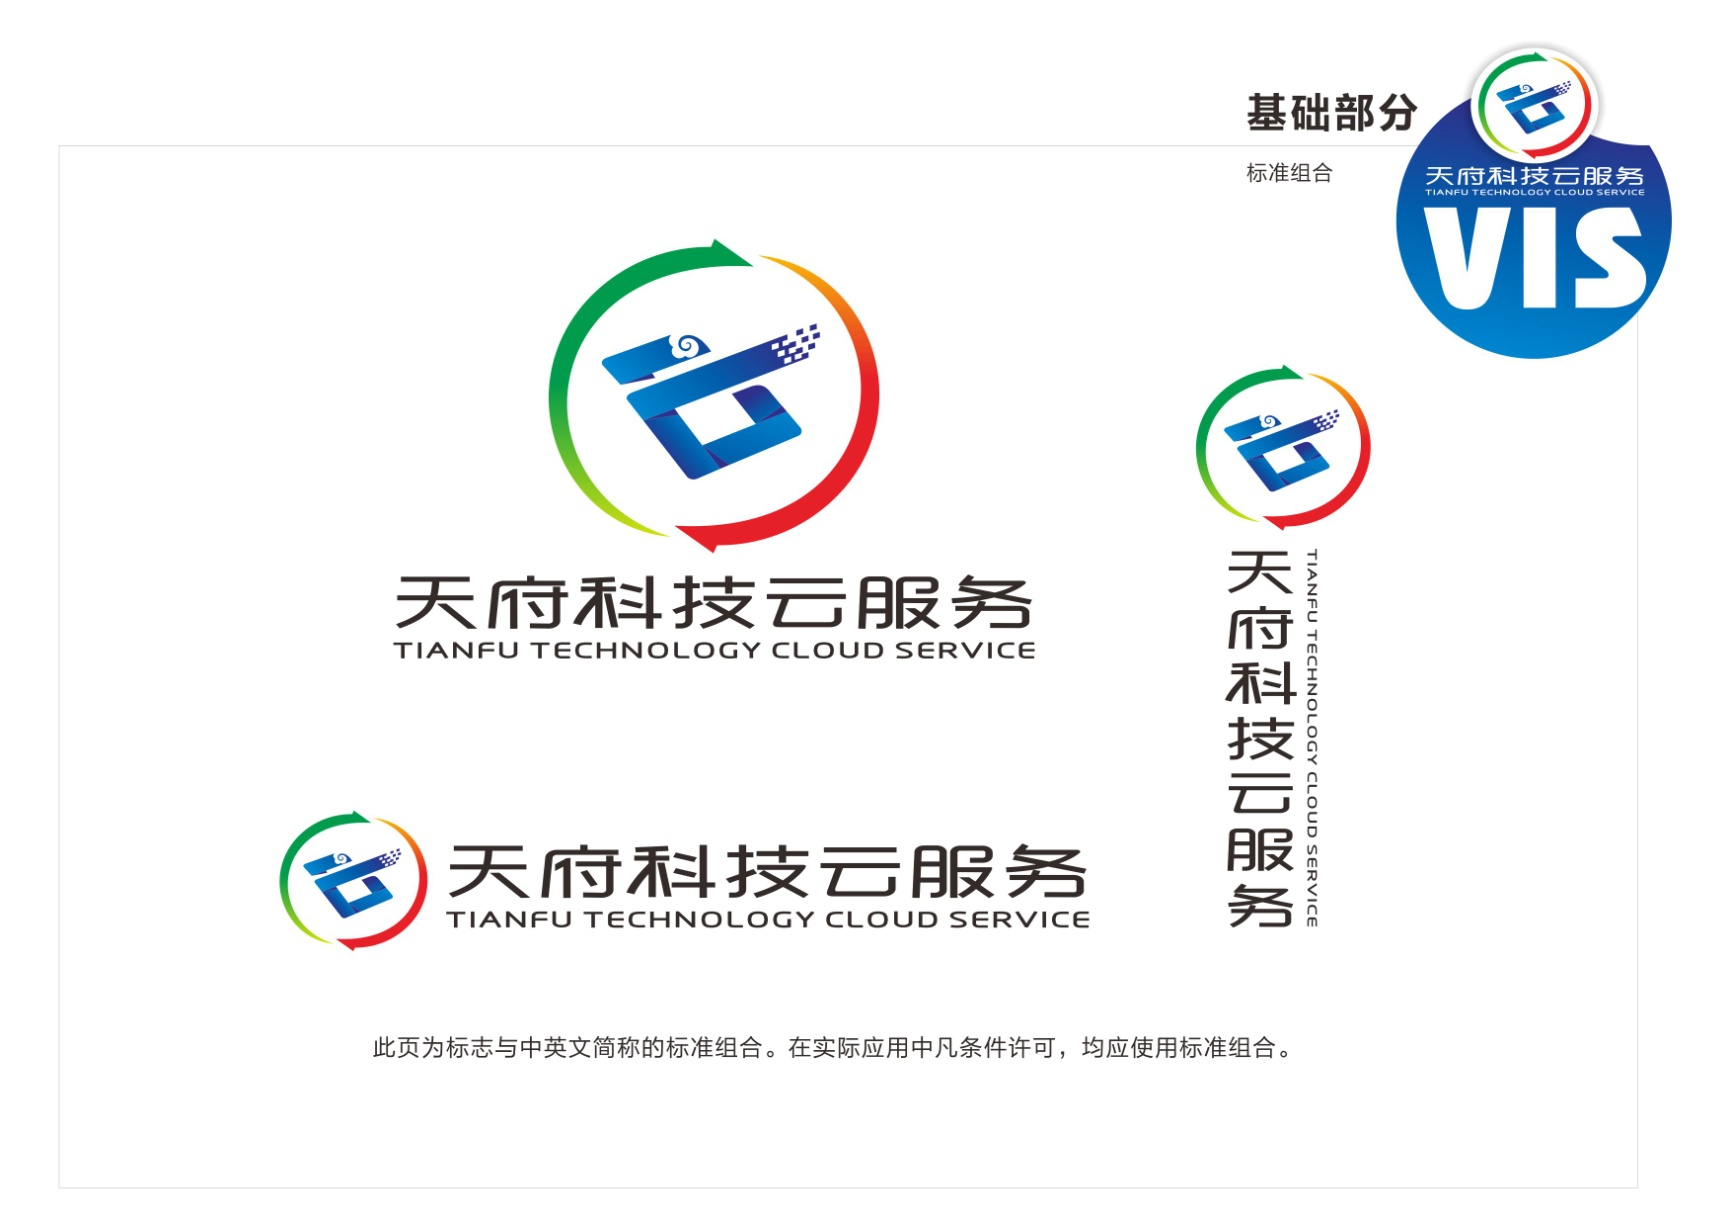 基础部分
标准组合
天府科技云服务
TIANFU TECHNOLOGY CLOUD SERVICE
VIS
天府科技云服务
TIANFU TECHNOLOGY CLOUD SERVICE
天府科技云服务
TIANFU TECHNOLOGY CLOUD SERVICE
天府科技云服务
TIANFU TECHNOLOGY CLOUD SERVICE
此页为标志与中英文简称的标准组合。在实际应用中凡条件许可，均应使用标准组合。